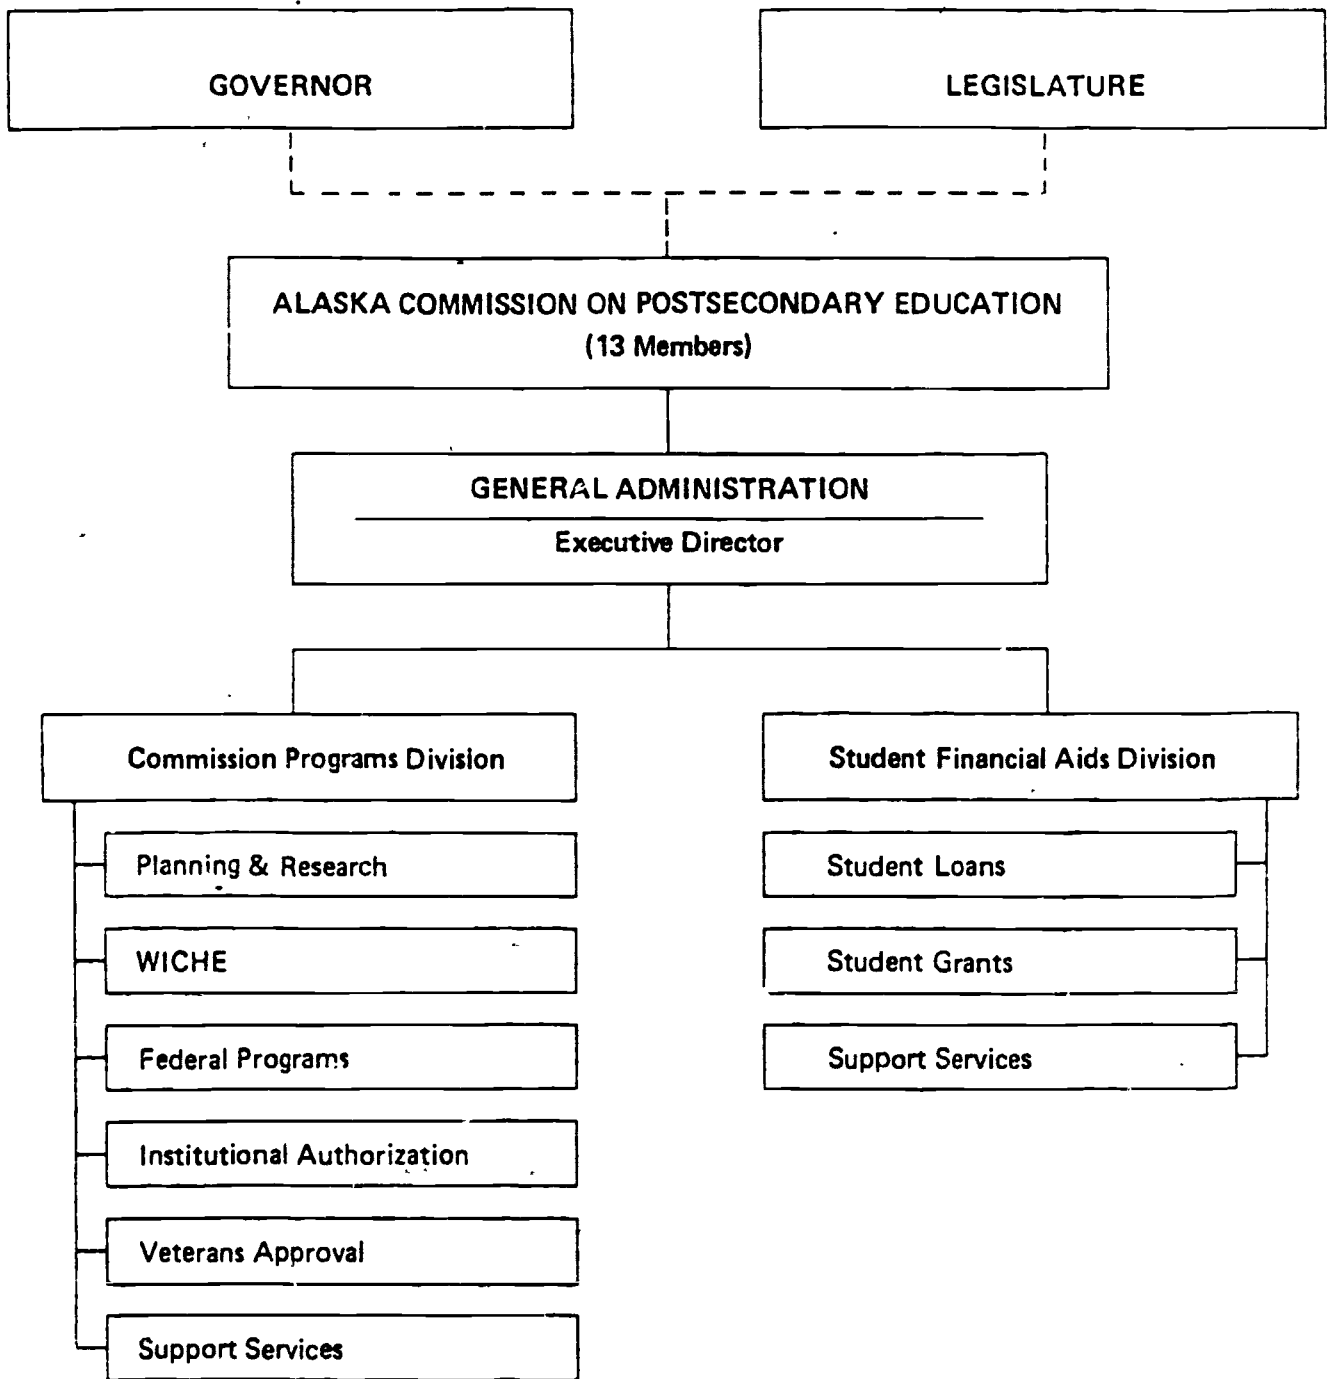 GOVERNOR
LEGISLATURE
ALASKA COMMISSION ON POSTSECONDARY EDUCATION
(13 Members)
GENERAL ADMINISTRATION
Executive Director
Commission Programs Division
Planning & Research
WICHE
Federal Programs
Institutional Authorization
Veterans Approval
Support Services
Student Financial Aids Division
Student Loans
Student Grants
Support Services